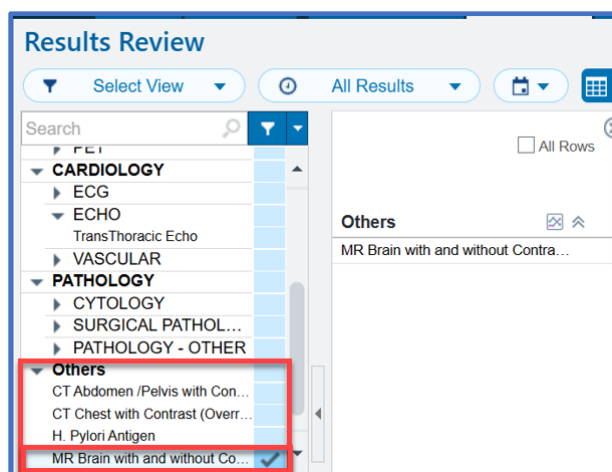 Results Review
Select View
All Results
Search
PET
CARDIOLOGY
ECG
ECHO
TransThoracic Echo
VASCULAR
PATHOLOGY
CYTOLOGY
SURGICAL PATHOL...
PATHOLOGY - OTHER
Others
CT Abdomen /Pelvis with Con...
CT Chest with Contrast (Overr...
H. Pylori Antigen
MR Brain with and without Co...
All Rows
Others
MR Brain with and without Contra...